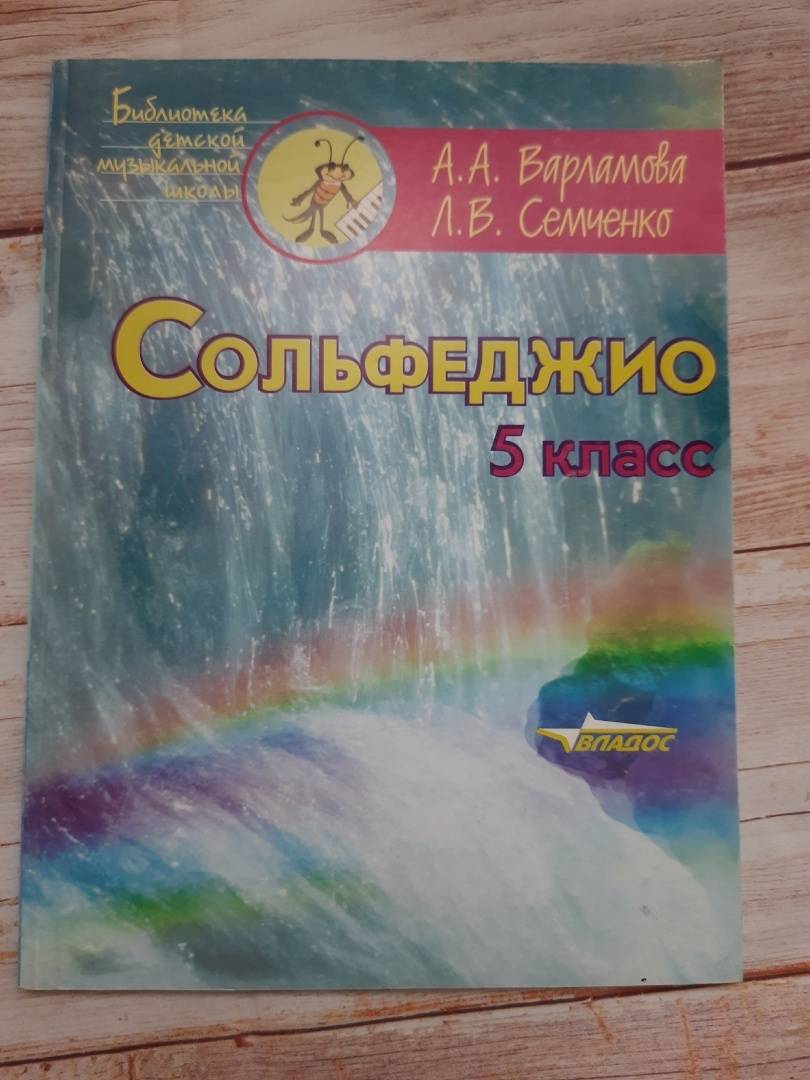 Библиотека
детской
музыкальной
школы
А.А. Варламова
Л.В. Семченко
Сольфеджио
5 класс
ВЛАДОС